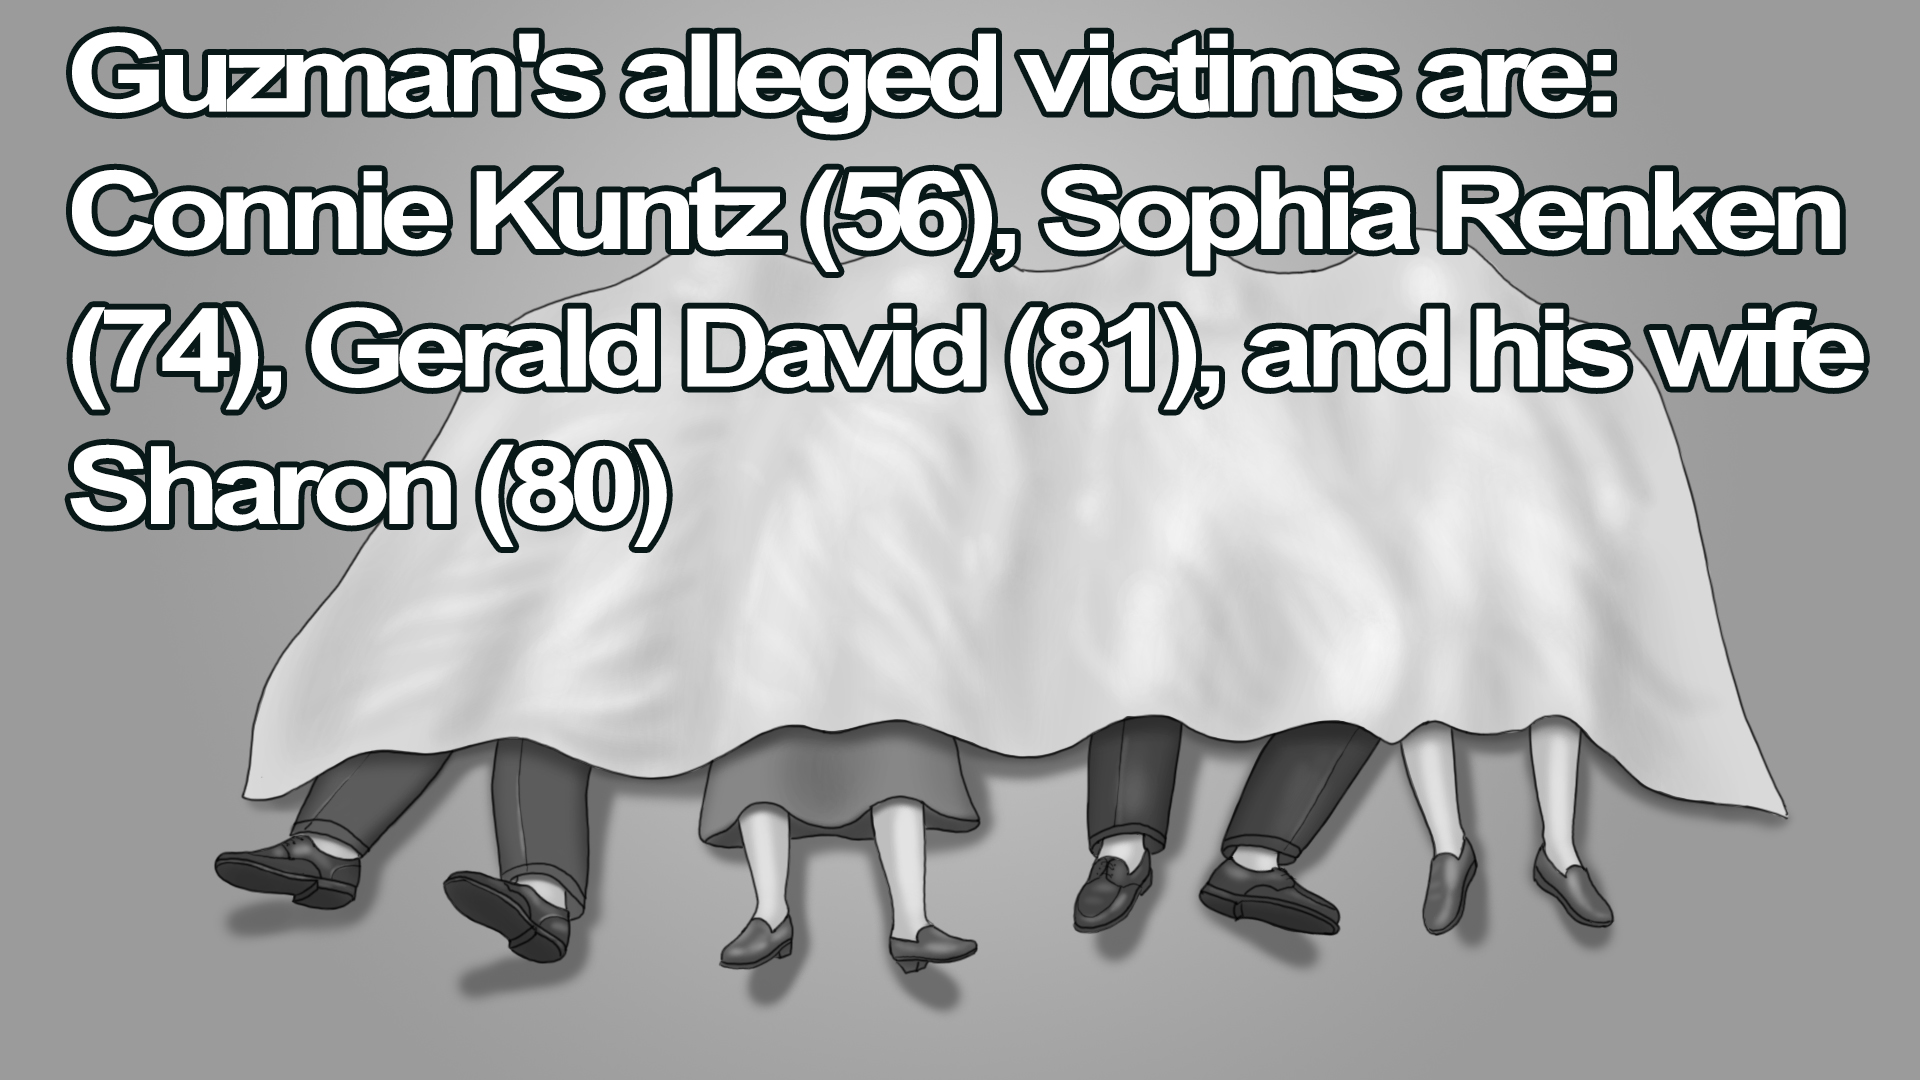 Guzman's alleged victims are:
Connie Kuntz (56), Sophia Renken
(74), Gerald David (81), and his wife
Sharon (80)